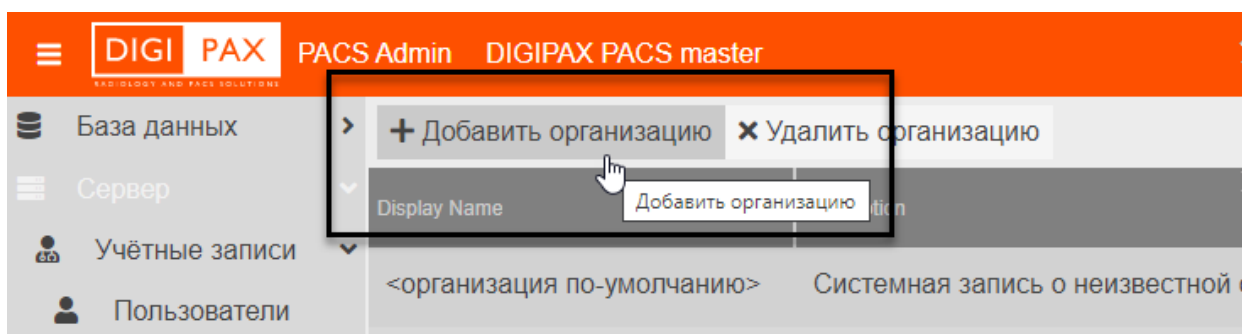 DIGI PAX PACS Admin DIGIPAX PACS master
RADIOLOGY AND PACS SOLUTIONS
База данных
Добавить организацию Удалить организацию
Сервер
Display Name
Добавить организацию
Учётные записи
<организация по-умолчанию> Системная запись о неизвестной
Пользователи